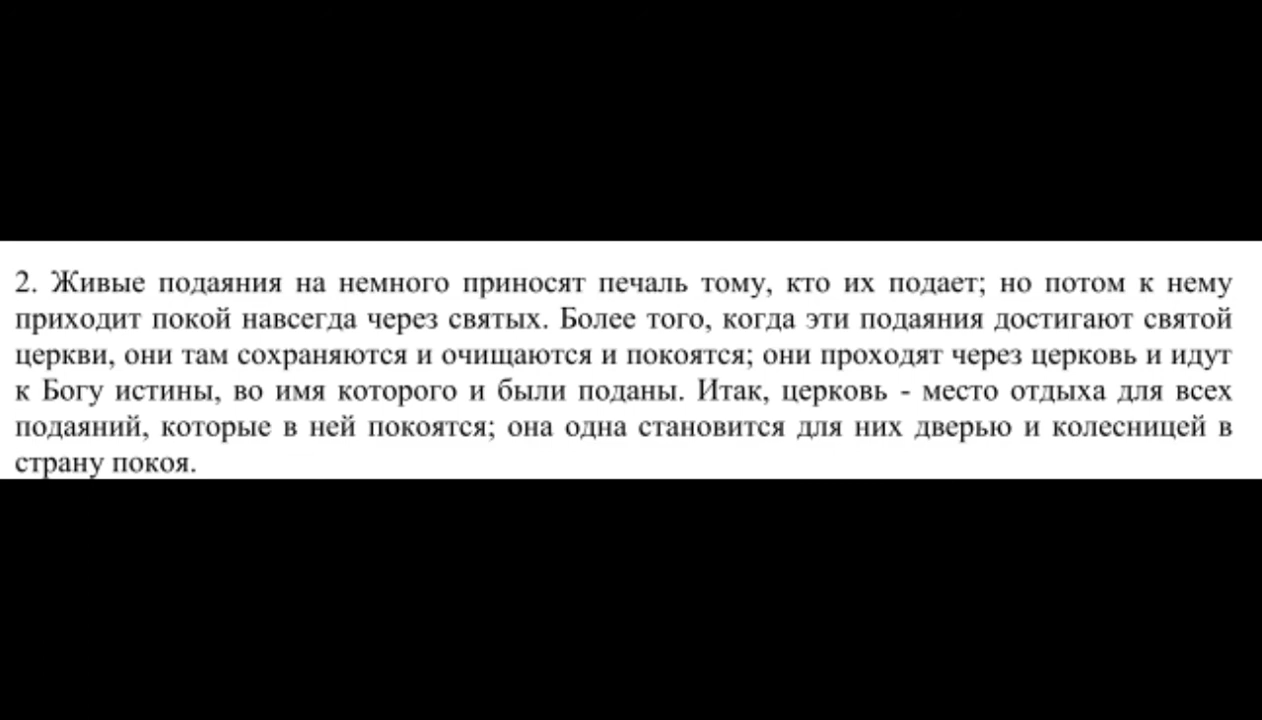 2. Живые подаяния на немного приносят печаль тому, кто их подает; но потом к нему
приходит покой навсегда через святых. Более того, когда эти подаяния достигают святой
церкви, они там сохраняются и очищаются и покоятся; они проходят через церковь и идут
к Богу истины, во имя которого и были поданы. Итак, церковь - место отдыха для всех
подаяний, которые в ней покоятся; она одна становится для них дверью и колесницей в
страну покоя.